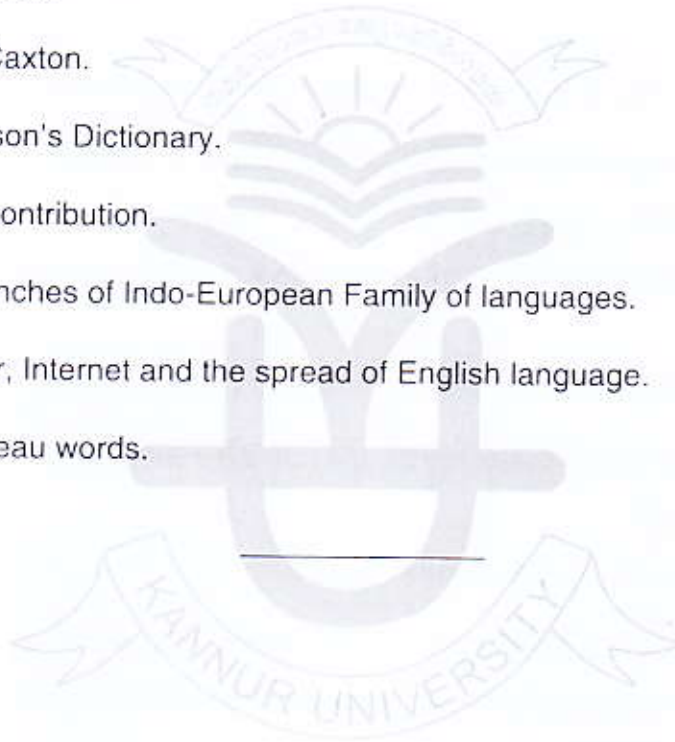 Caxton.
son's Dictionary.
ontribution.
nches of Indo-European Family of languages.
r, Internet and the spread of English language.
eau words.
KANNUR UNIVERSITY